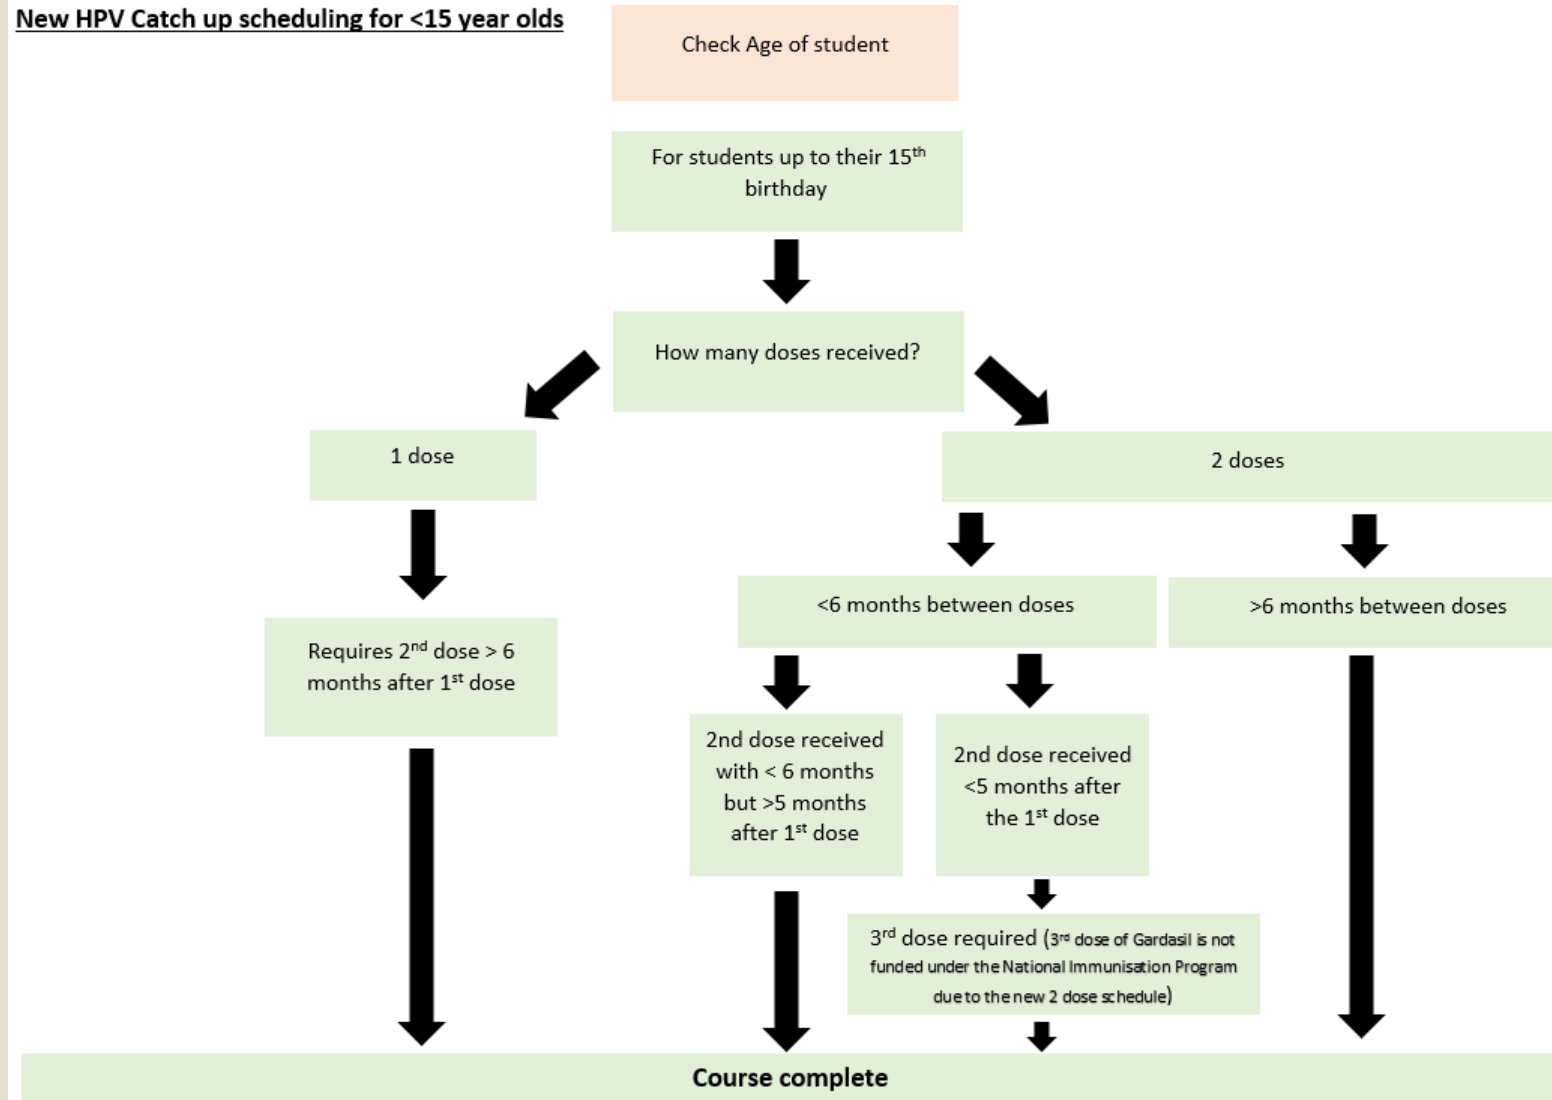 New HPV Catch up scheduling for <15 year olds
Check Age of student
For students up to their 15th
birthday
How many doses received?
1 dose
2 doses
<6 months between doses
>6 months between doses
Requires 2nd dose > 6
months after 1st dose
2nd dose received
with < 6 months
but >5 months
after 1st dose
2nd dose received
<5 months after
the 1st dose
3rd dose required (3rd dose of Gardasil is not
funded under the National Immunisation Program
due to the new 2 dose schedule)
Course complete